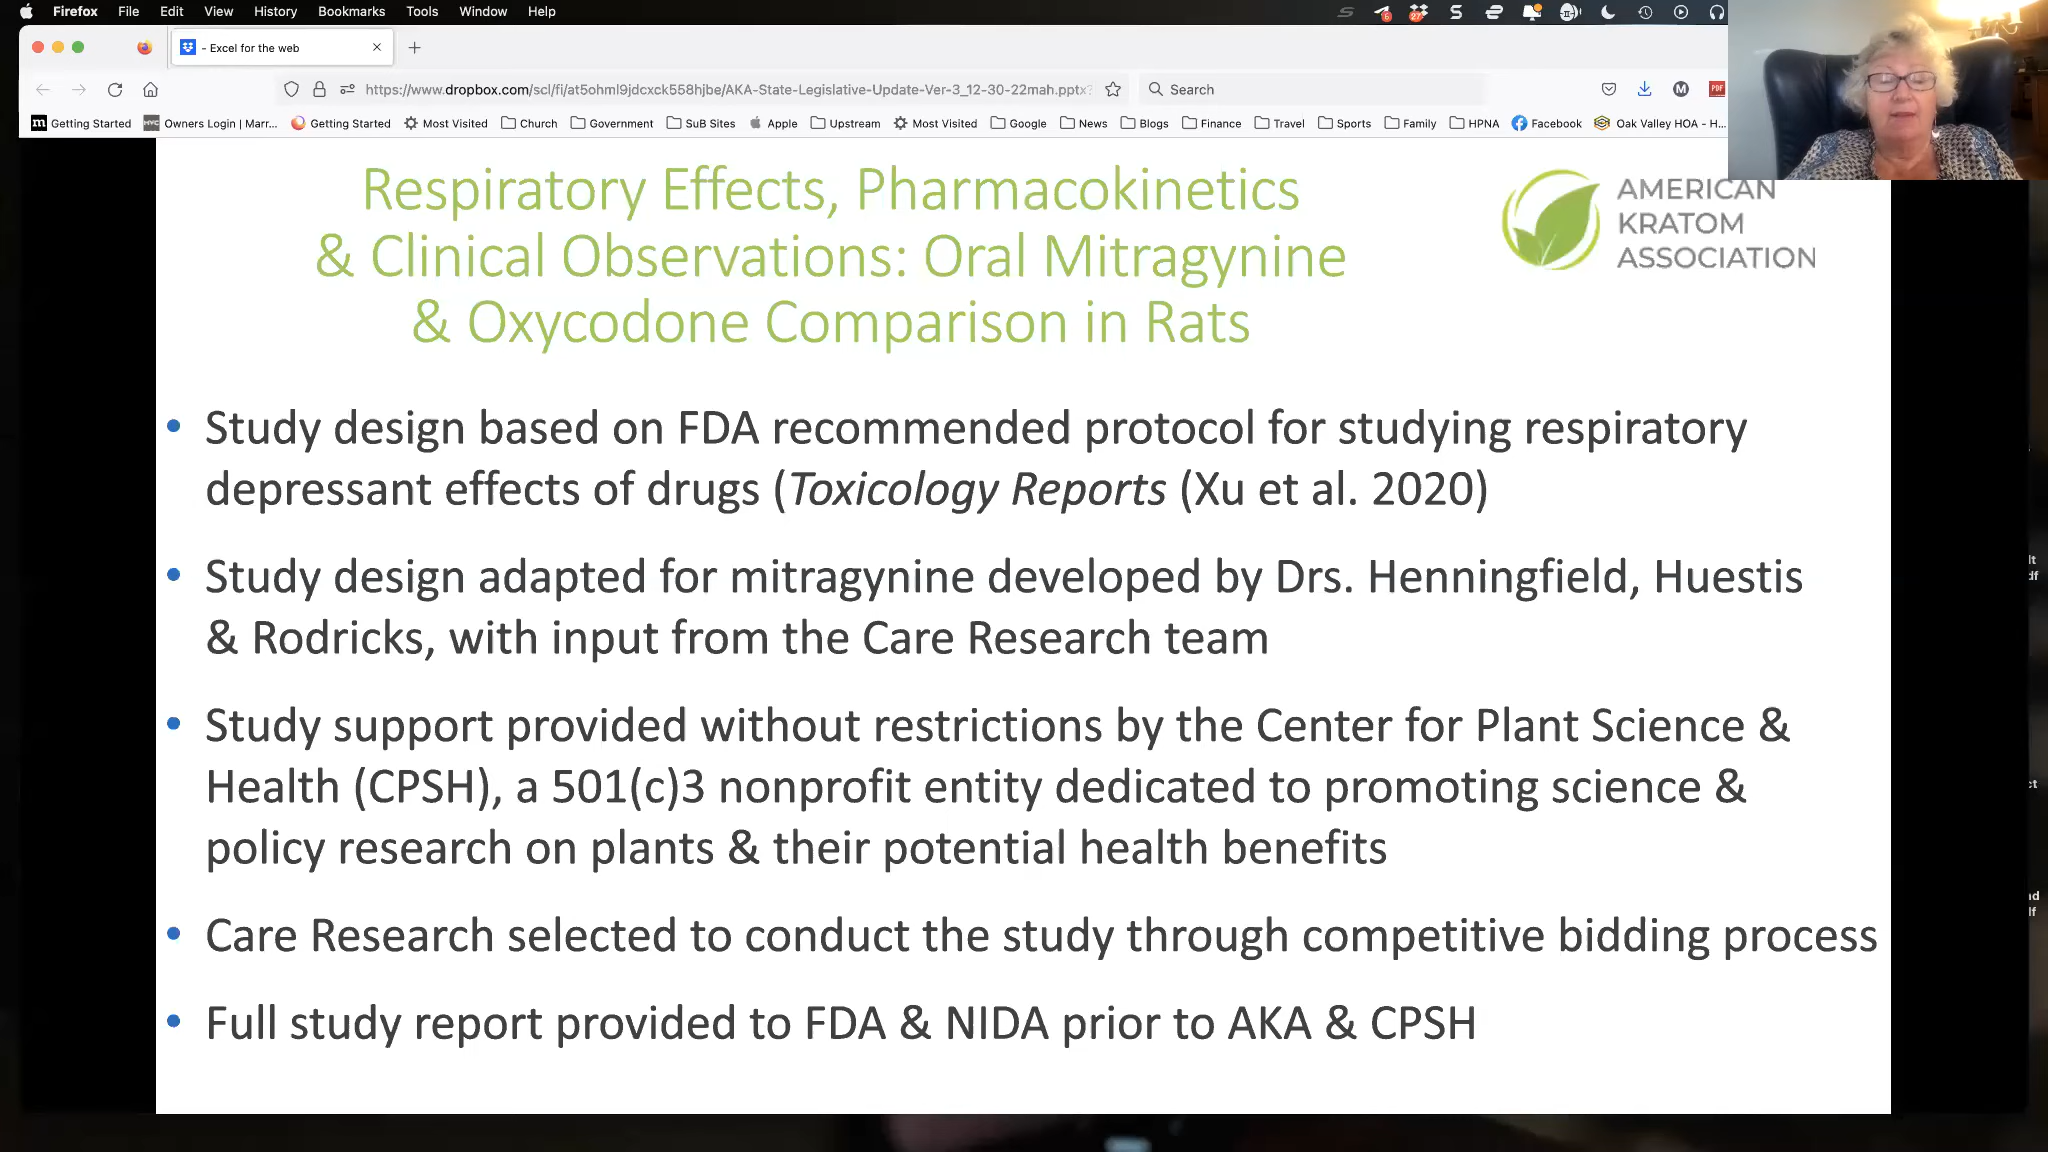 Firefox File Edit View History Bookmarks Tools Window Help
- Excel for the web
https://www.dropbox.com/scl/fi/at5ohml9jdcxck558hjbe/AKA-State-Legislative-Update-Ver-3_12-30-22mah.pptx?
Search
Getting Started Owners Login | Marr... Getting Started Most Visited Church Government SuB Sites Apple Upstream Most Visited Google News Blogs Finance Travel Sports Family HPNA Facebook Oak Valley HOA - H...
Respiratory Effects, Pharmacokinetics
& Clinical Observations: Oral Mitragynine
& Oxycodone Comparison in Rats
AMERICAN
KRATOM
ASSOCIATION
• Study design based on FDA recommended protocol for studying respiratory
depressant effects of drugs (Toxicology Reports (Xu et al. 2020)
• Study design adapted for mitragynine developed by Drs. Henningfield, Huestis
& Rodricks, with input from the Care Research team
• Study support provided without restrictions by the Center for Plant Science &
Health (CPSH), a 501(c)3 nonprofit entity dedicated to promoting science &
policy research on plants & their potential health benefits
• Care Research selected to conduct the study through competitive bidding process
• Full study report provided to FDA & NIDA prior to AKA & CPSH